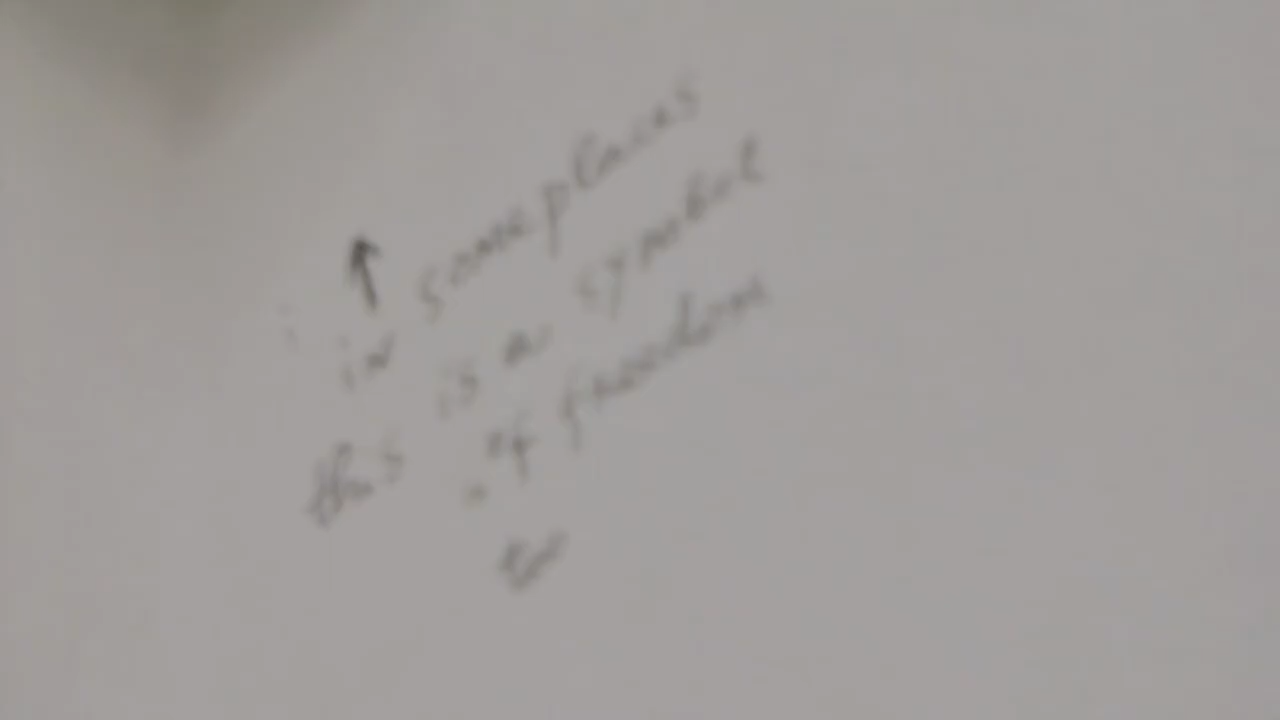 in some places
this is a symbol
of freedom